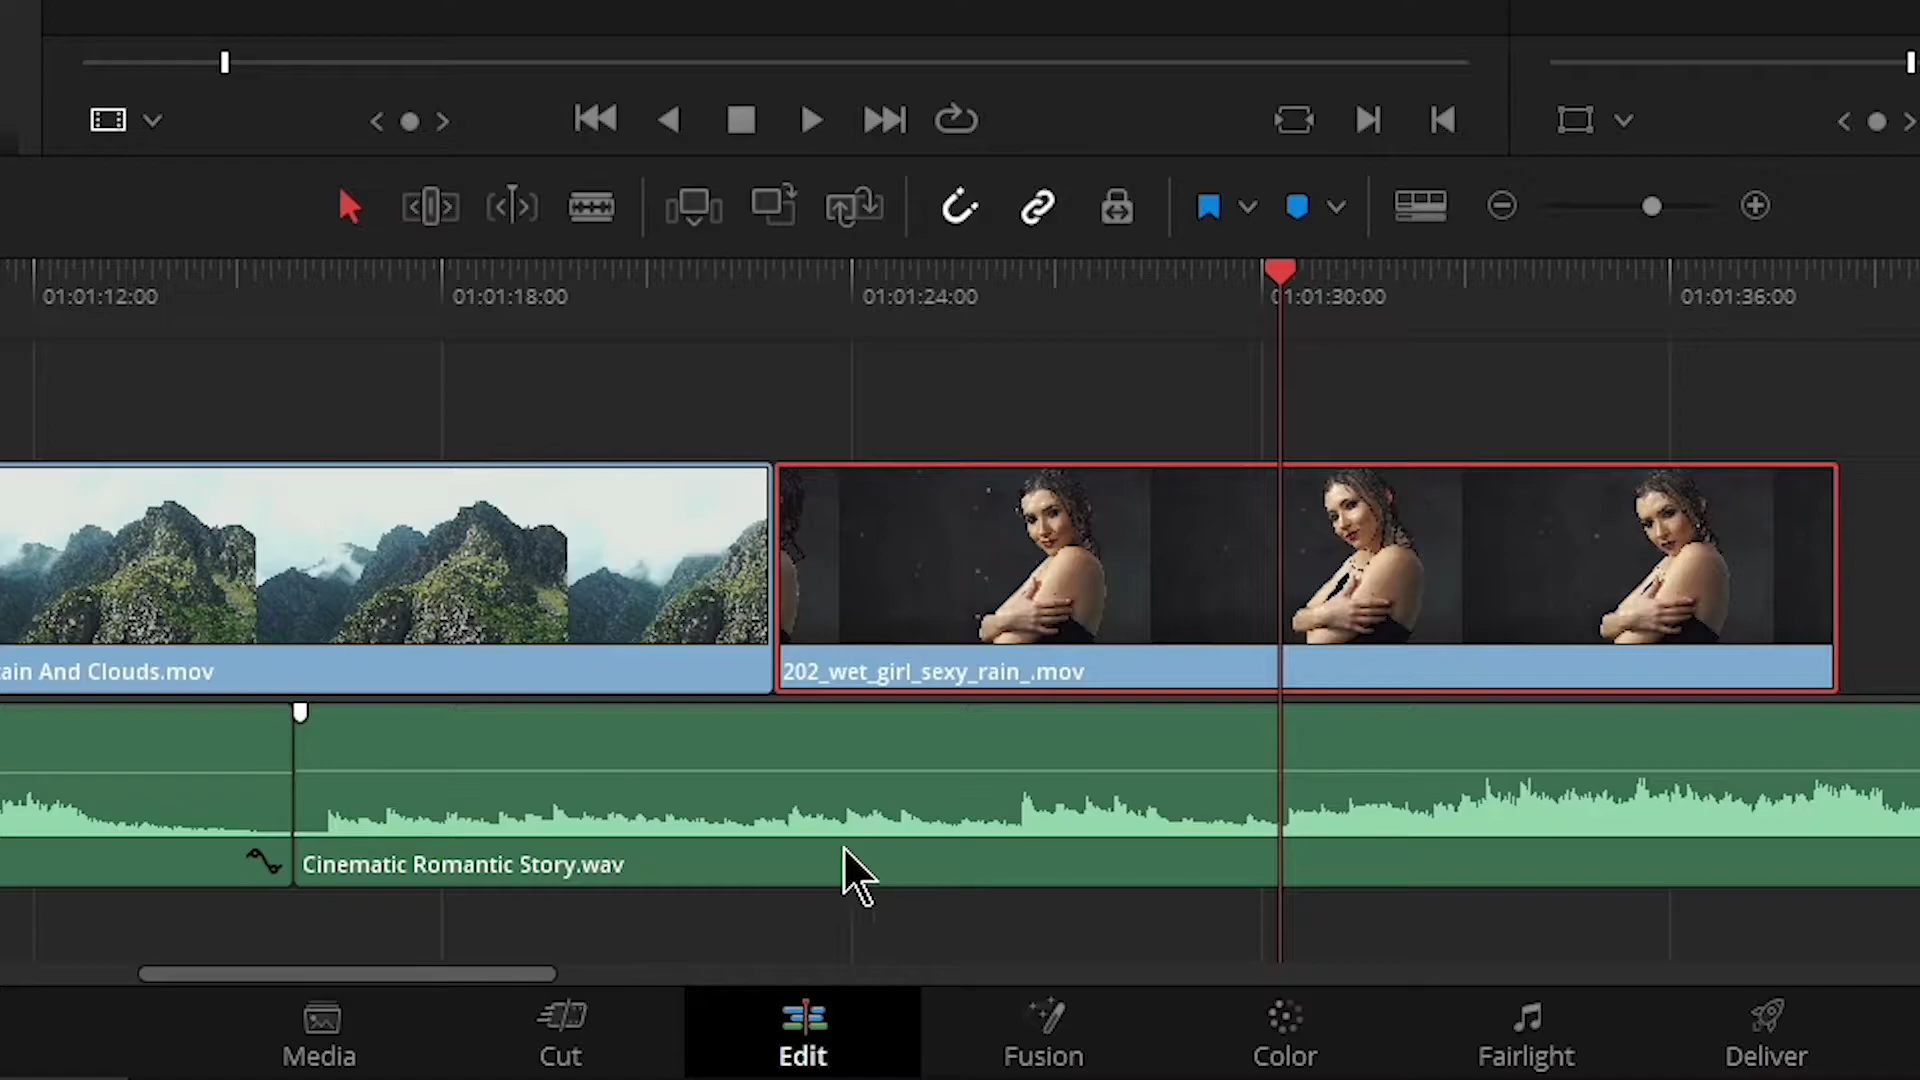 01:01:12:00
01:01:18:00
01:01:24:00
01:01:30:00
01:01:36:00
ain And Clouds.mov
202_wet_girl_sexy_rain_.mov
Cinematic Romantic Story.wav
Media
Cut
Edit
Fusion
Color
Fairlight
Deliver